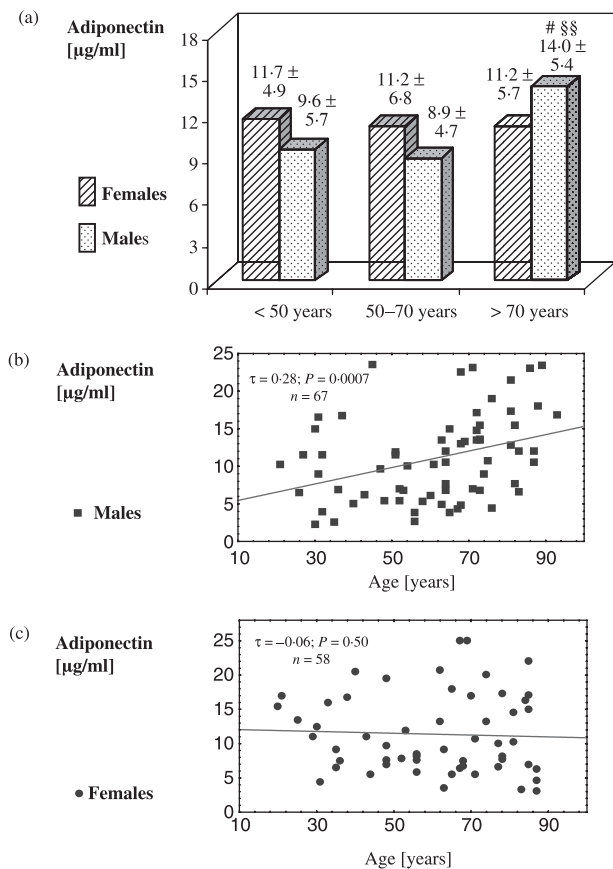 (a)
Adiponectin
[µg/ml]
18
15
12
9
6
3
0
11·7 ±
4·9
9·6 ±
5·7
11·2 ±
6·8
8·9 ±
4·7
11·2 ±
5·7
# §§
14·0 ±
5·4
Females
Males
< 50 years
50–70 years
> 70 years
(b)
Adiponectin
[µg/ml]
25
20
15
10
5
0
τ = 0·28; P = 0·0007
n = 67
Males
10 30 50 70 90
Age [years]
(c)
Adiponectin
[µg/ml]
25
20
15
10
5
0
τ = –0·06; P = 0·50
n = 58
Females
10 30 50 70 90
Age [years]